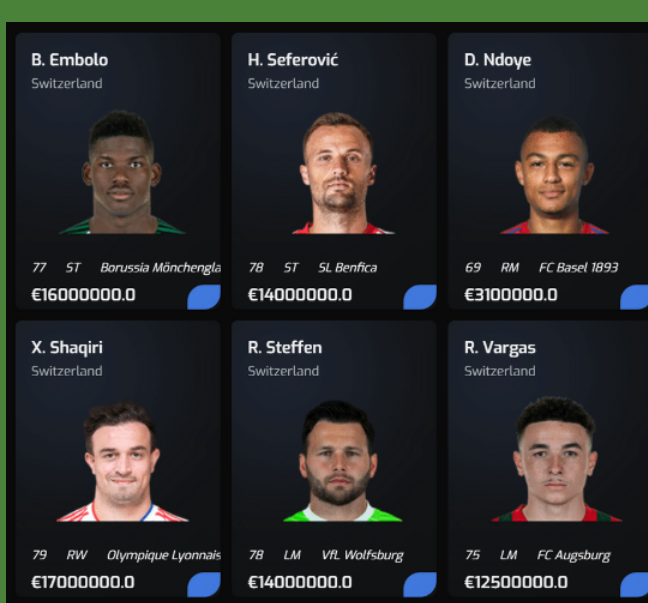 B. Embolo
Switzerland
77 ST Borussia Mönchengla
€16000000.0
H. Seferović
Switzerland
78 ST SL Benfica
€14000000.0
D. Ndoye
Switzerland
69 RM FC Basel 1893
€3100000.0
X. Shaqiri
Switzerland
79 RW Olympique Lyonnais
€17000000.0
R. Steffen
Switzerland
78 LM VfL Wolfsburg
€14000000.0
R. Vargas
Switzerland
75 LM FC Augsburg
€12500000.0